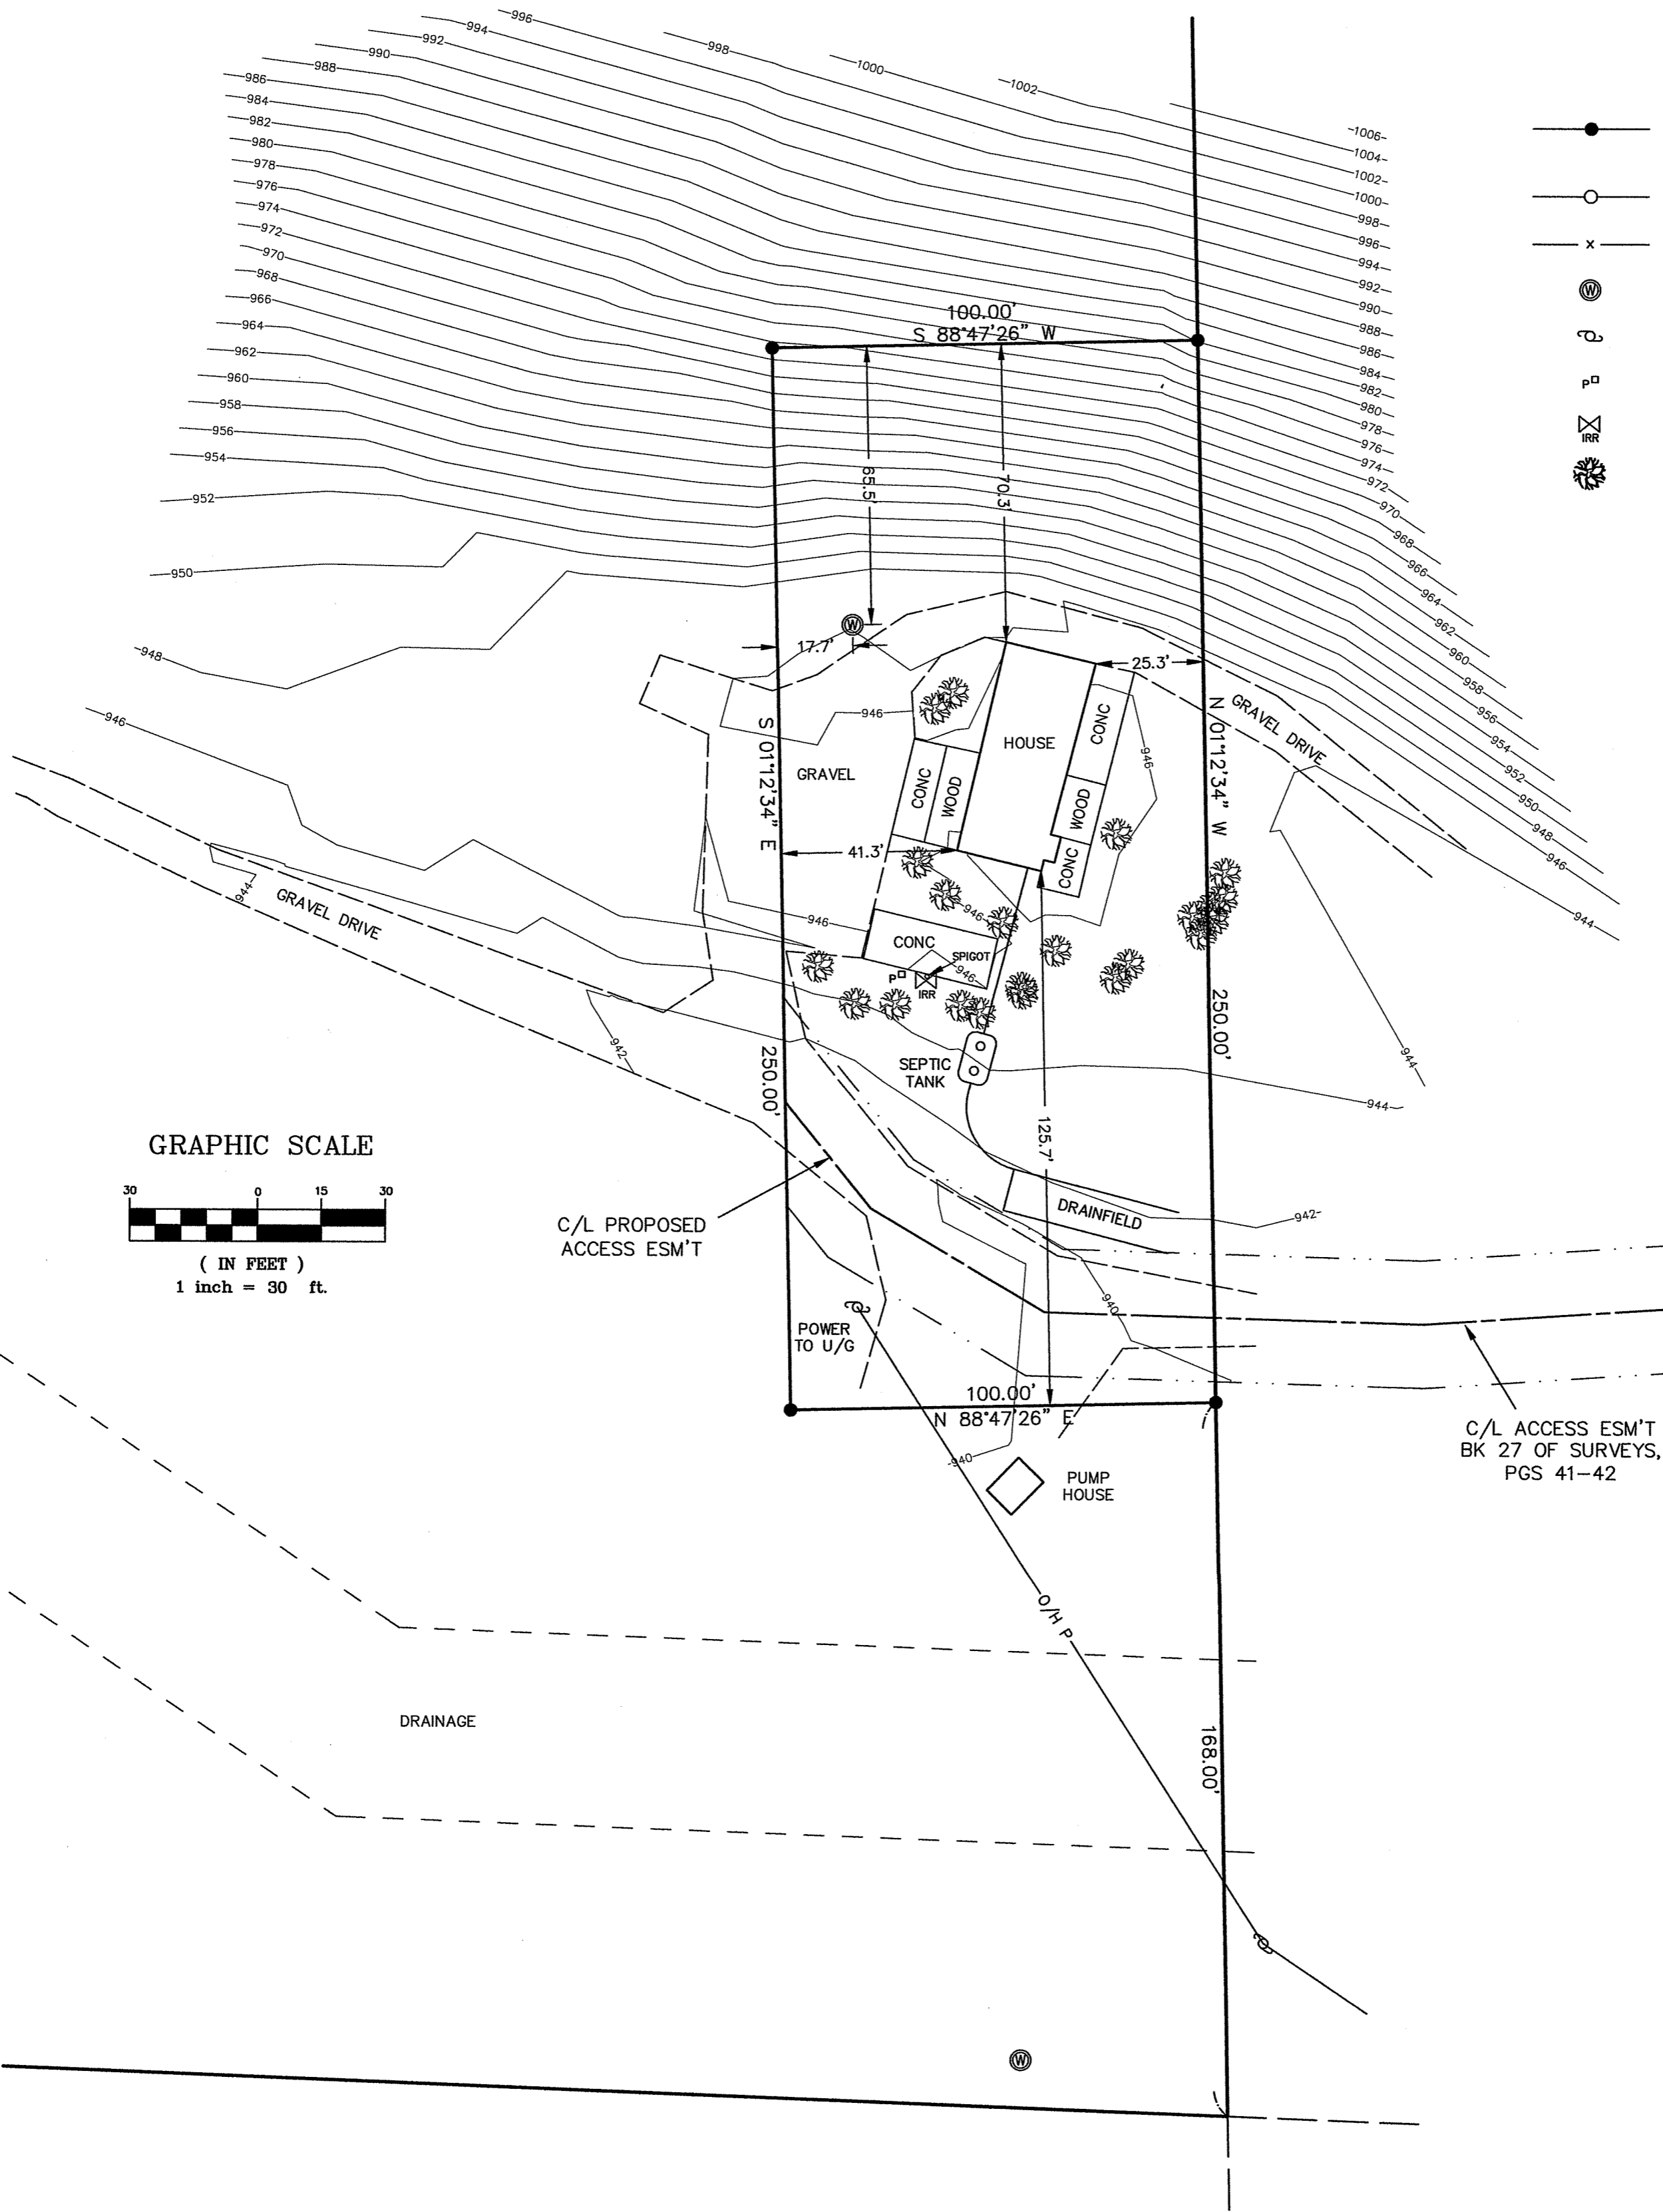 996
994
992
990
988
986
984
982
980
978
976
974
972
970
968
966
964
962
960
958
956
954
952
950
948
946
998
1000
1002
1006
1004
1002
1000
998
996
994
992
990
988
986
984
982
980
978
976
974
972
970
968
966
964
962
960
958
956
954
952
950
948
946
944
W
P
IRR
100.00'
S 88°47'26" W
65.5'
70.3'
W
17.7'
25.3'
S 01°12'34" E
N 01°12'34" W
GRAVEL DRIVE
HOUSE
CONC
946
946
GRAVEL
CONC
WOOD
WOOD
CONC
41.3'
944
GRAVEL DRIVE
946
946
CONC
SPIGOT
946
P
IRR
250.00'
250.00'
942
SEPTIC
TANK
944
944
125.7'
GRAPHIC SCALE
30 0 15 30
( IN FEET )
1 inch = 30 ft.
C/L PROPOSED
ACCESS ESM'T
DRAINFIELD
942
940
POWER
TO U/G
100.00'
N 88°47'26" E
C/L ACCESS ESM'T
BK 27 OF SURVEYS,
PGS 41-42
940
PUMP
HOUSE
O/H P
DRAINAGE
168.00'
W